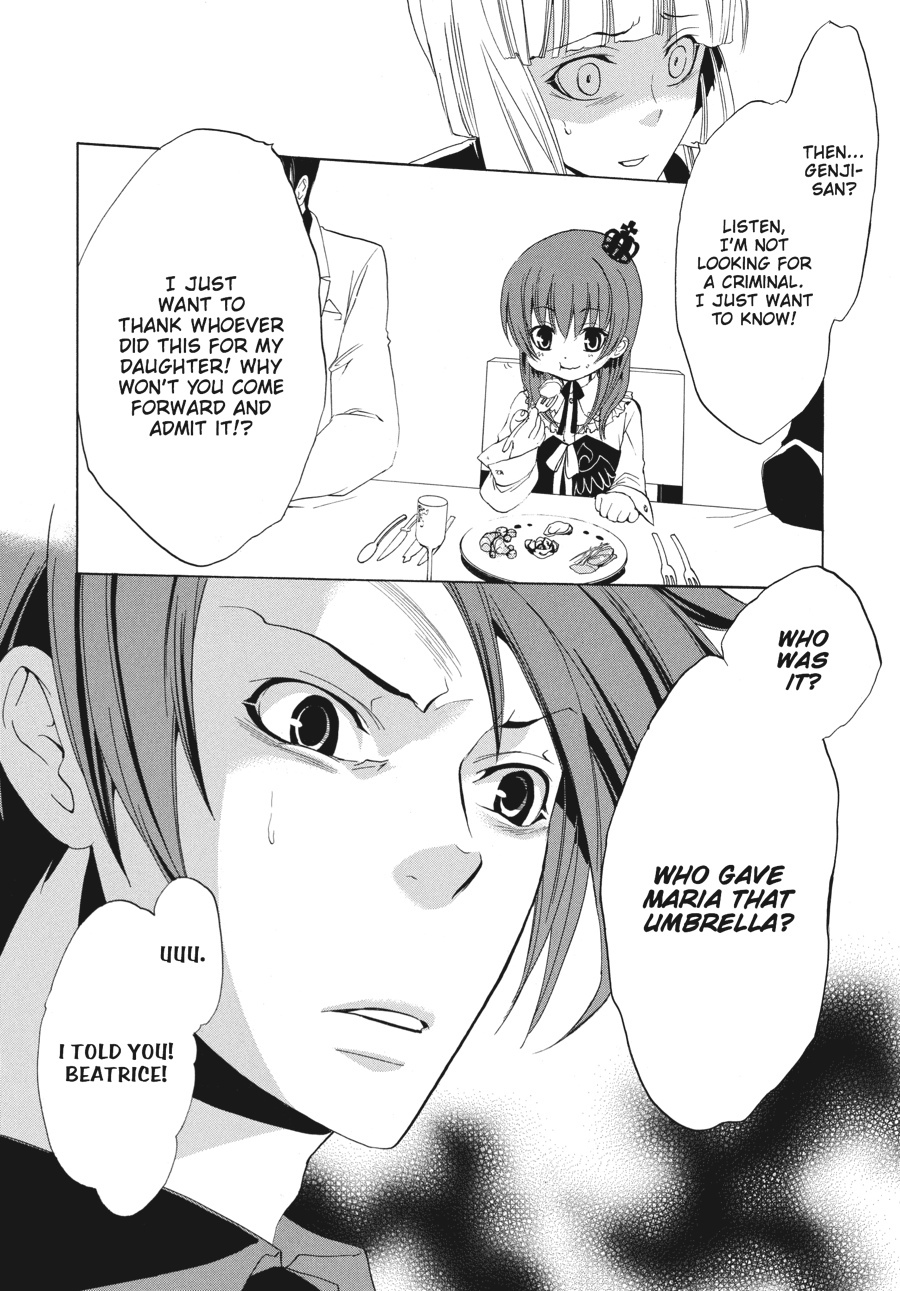 THEN...
GENJI-
SAN?
LISTEN,
I'M NOT
LOOKING FOR
A CRIMINAL.
I JUST WANT
TO KNOW!
I JUST
WANT TO
THANK WHOEVER
DID THIS FOR MY
DAUGHTER! WHY
WON'T YOU COME
FORWARD AND
ADMIT IT!?
WHO
WAS
IT?
WHO GAVE
MARIA THAT
UMBRELLA?
UUU.
I TOLD YOU!
BEATRICE!